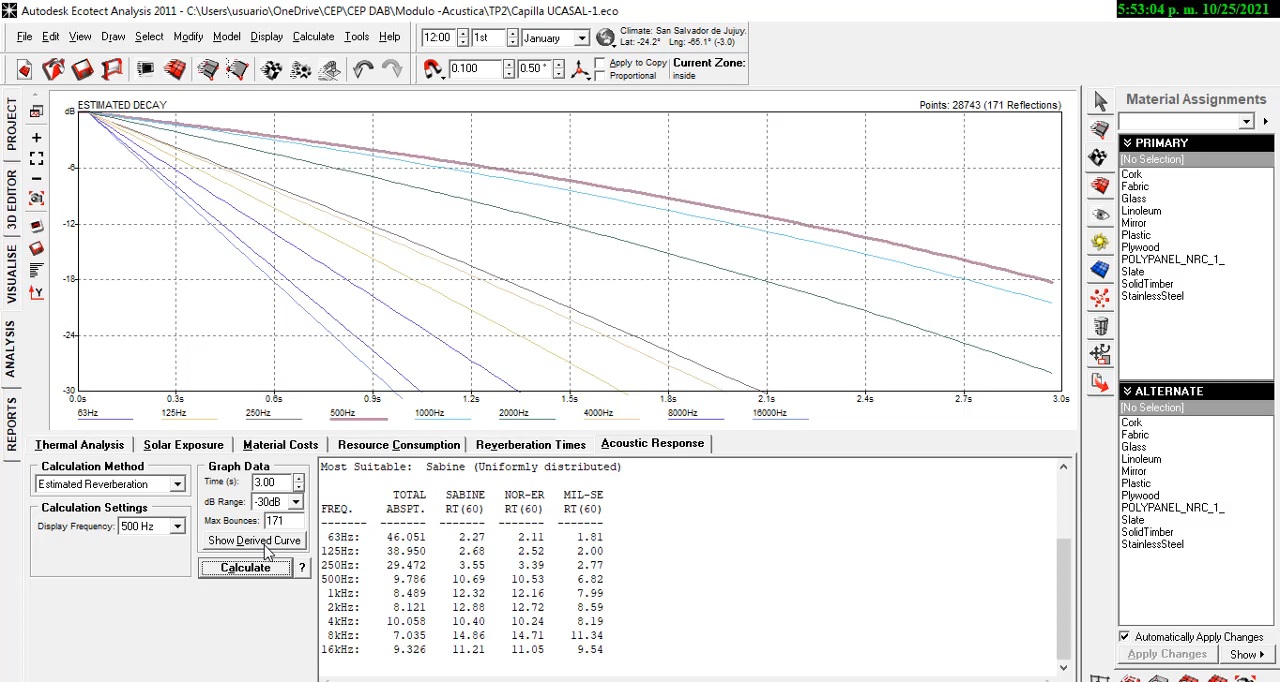 Autodesk Ecotect Analysis 2011 - C:\Users\usuario\OneDrive\CEP\CEP DAB\Modulo -Acustica\TP2\Capilla UCASAL-1.eco
5:53:04 p. m. 10/25/2021
File Edit View Draw Select Modify Model Display Calculate Tools Help
12:00 1st January
Climate: San Salvador de Jujuy.
Lat: -24.2° Lng: -65.1° (-3.0)
0.100 0.50 °
Apply to Copy
Proportional
Current Zone:
inside
PROJECT
3D EDITOR
VISUALISE
ANALYSIS
REPORTS
ESTIMATED DECAY
Points: 28743 (171 Reflections)
dB
-6
-12
-18
-24
-30
0.0s 0.3s 0.6s 0.9s 1.2s 1.5s 1.8s 2.1s 2.4s 2.7s 3.0s
63Hz 125Hz 250Hz 500Hz 1000Hz 2000Hz 4000Hz 8000Hz 16000Hz
Thermal Analysis Solar Exposure Material Costs Resource Consumption Reverberation Times Acoustic Response
Calculation Method
Estimated Reverberation
Calculation Settings
Display Frequency: 500 Hz
Graph Data
Time (s): 3.00
dB Range: -30dB
Max Bounces: 171
Show Derived Curve
Calculate ?
Most Suitable: Sabine (Uniformly distributed)
TOTAL SABINE NOR-ER MIL-SE
FREQ. ABSPT. RT(60) RT(60) RT(60)
------- ------- ------- ------- -------
63Hz: 46.051 2.27 2.11 1.81
125Hz: 38.950 2.68 2.52 2.00
250Hz: 29.472 3.55 3.39 2.77
500Hz: 9.786 10.69 10.53 6.82
1kHz: 8.489 12.32 12.16 7.99
2kHz: 8.121 12.88 12.72 8.59
4kHz: 10.058 10.40 10.24 8.19
8kHz: 7.035 14.86 14.71 11.34
16kHz: 9.326 11.21 11.05 9.54
Material Assignments
PRIMARY
[No Selection]
Cork
Fabric
Glass
Linoleum
Mirror
Plastic
Plywood
POLYPANEL_NRC_1_
Slate
SolidTimber
StainlessSteel
ALTERNATE
[No Selection]
Cork
Fabric
Glass
Linoleum
Mirror
Plastic
Plywood
POLYPANEL_NRC_1_
Slate
SolidTimber
StainlessSteel
Automatically Apply Changes
Apply Changes Show